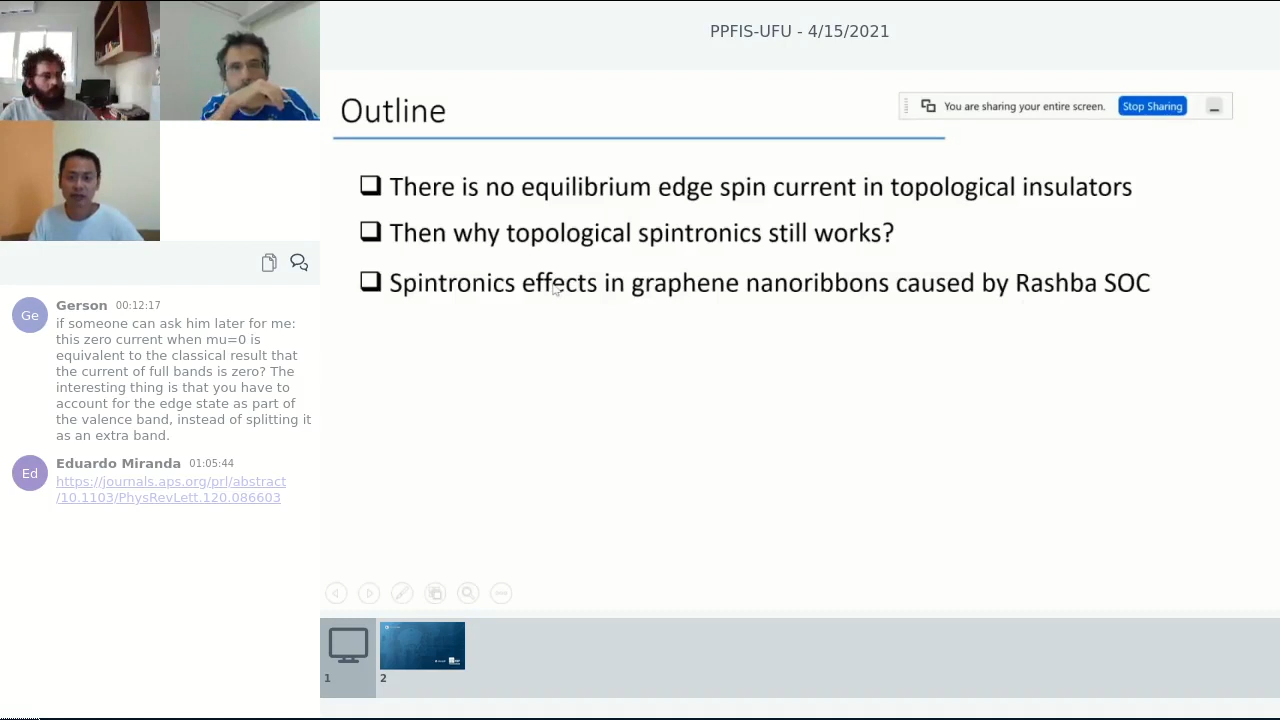 PPFIS-UFU - 4/15/2021
Outline
You are sharing your entire screen. Stop Sharing
There is no equilibrium edge spin current in topological insulators
Then why topological spintronics still works?
Spintronics effects in graphene nanoribbons caused by Rashba SOC
Ge
Gerson 00:12:17
if someone can ask him later for me:
this zero current when mu=0 is
equivalent to the classical result that
the current of full bands is zero? The
interesting thing is that you have to
account for the edge state as part of
the valence band, instead of splitting it
as an extra band.
Ed
Eduardo Miranda 01:05:44
https://journals.aps.org/prl/abstract
/10.1103/PhysRevLett.120.086603
1
2